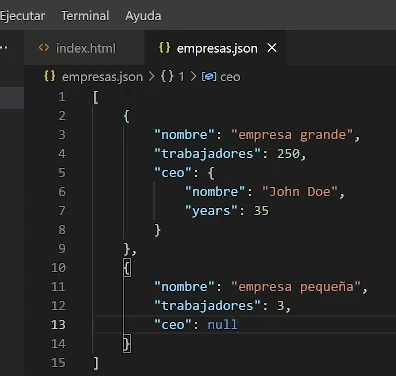 Ejecutar Terminal Ayuda
<> index.html {} empresas.json ×
{} empresas.json > {} 1 > ceo
1 [
2 {
3 "nombre": "empresa grande",
4 "trabajadores": 250,
5 "ceo": {
6 "nombre": "John Doe",
7 "years": 35
8 }
9 },
10 {
11 "nombre": "empresa pequeña",
12 "trabajadores": 3,
13 "ceo": null
14 }
15 ]